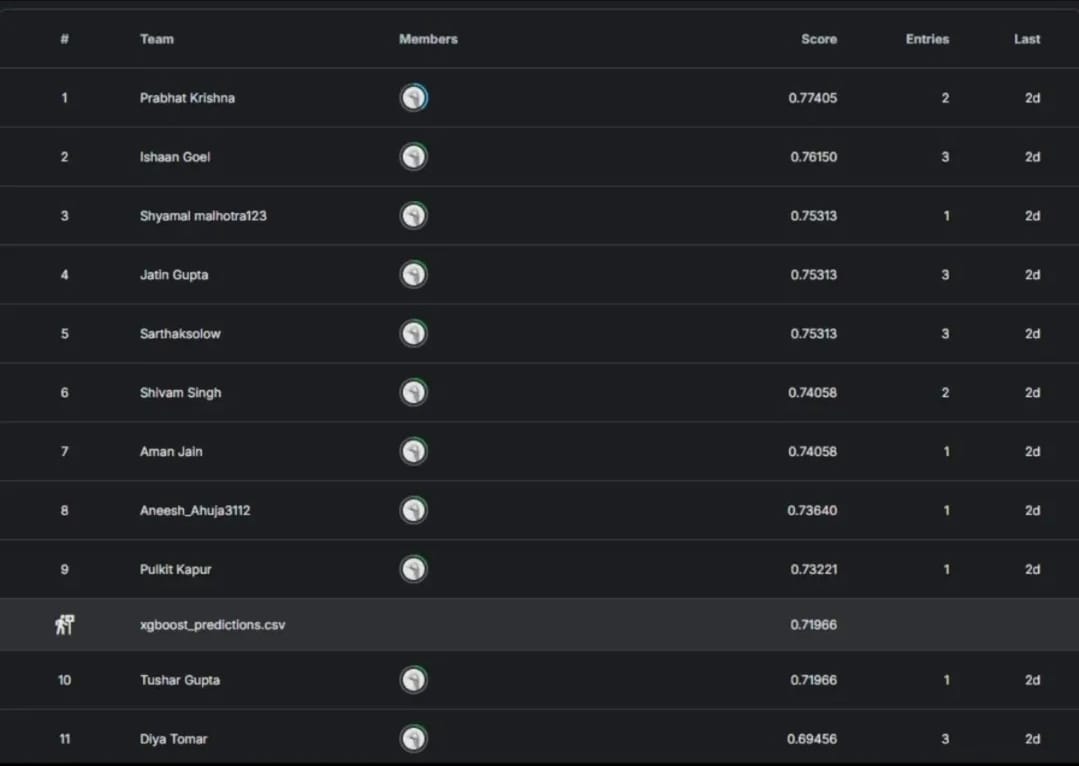 # Team Members Score Entries Last
1 Prabhat Krishna 0.77405 2 2d
2 Ishaan Goel 0.76150 3 2d
3 Shyamal malhotra123 0.75313 1 2d
4 Jatin Gupta 0.75313 3 2d
5 Sarthaksolow 0.75313 3 2d
6 Shivam Singh 0.74058 2 2d
7 Aman Jain 0.74058 1 2d
8 Aneesh_Ahuja3112 0.73640 1 2d
9 Pulkit Kapur 0.73221 1 2d
xgboost_predictions.csv 0.71966
10 Tushar Gupta 0.71966 1 2d
11 Diya Tomar 0.69456 3 2d